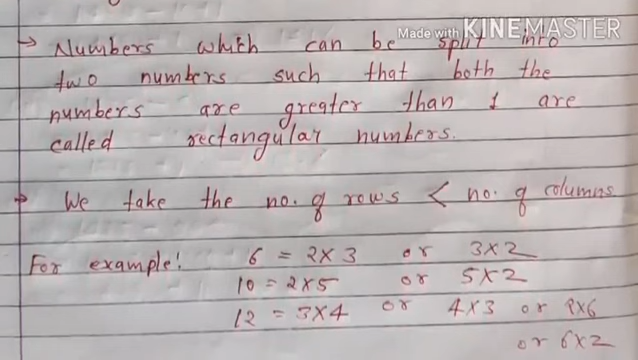 Made with KINEMASTER
→ Numbers which can be split into
two numbers such that both the
numbers are greater than 1 are
called rectangular numbers.
→ We take the no. of rows < no. of columns
For example: 6 = 2×3 or 3×2
10 = 2×5 or 5×2
12 = 3×4 or 4×3 or 2×6
or 6×2